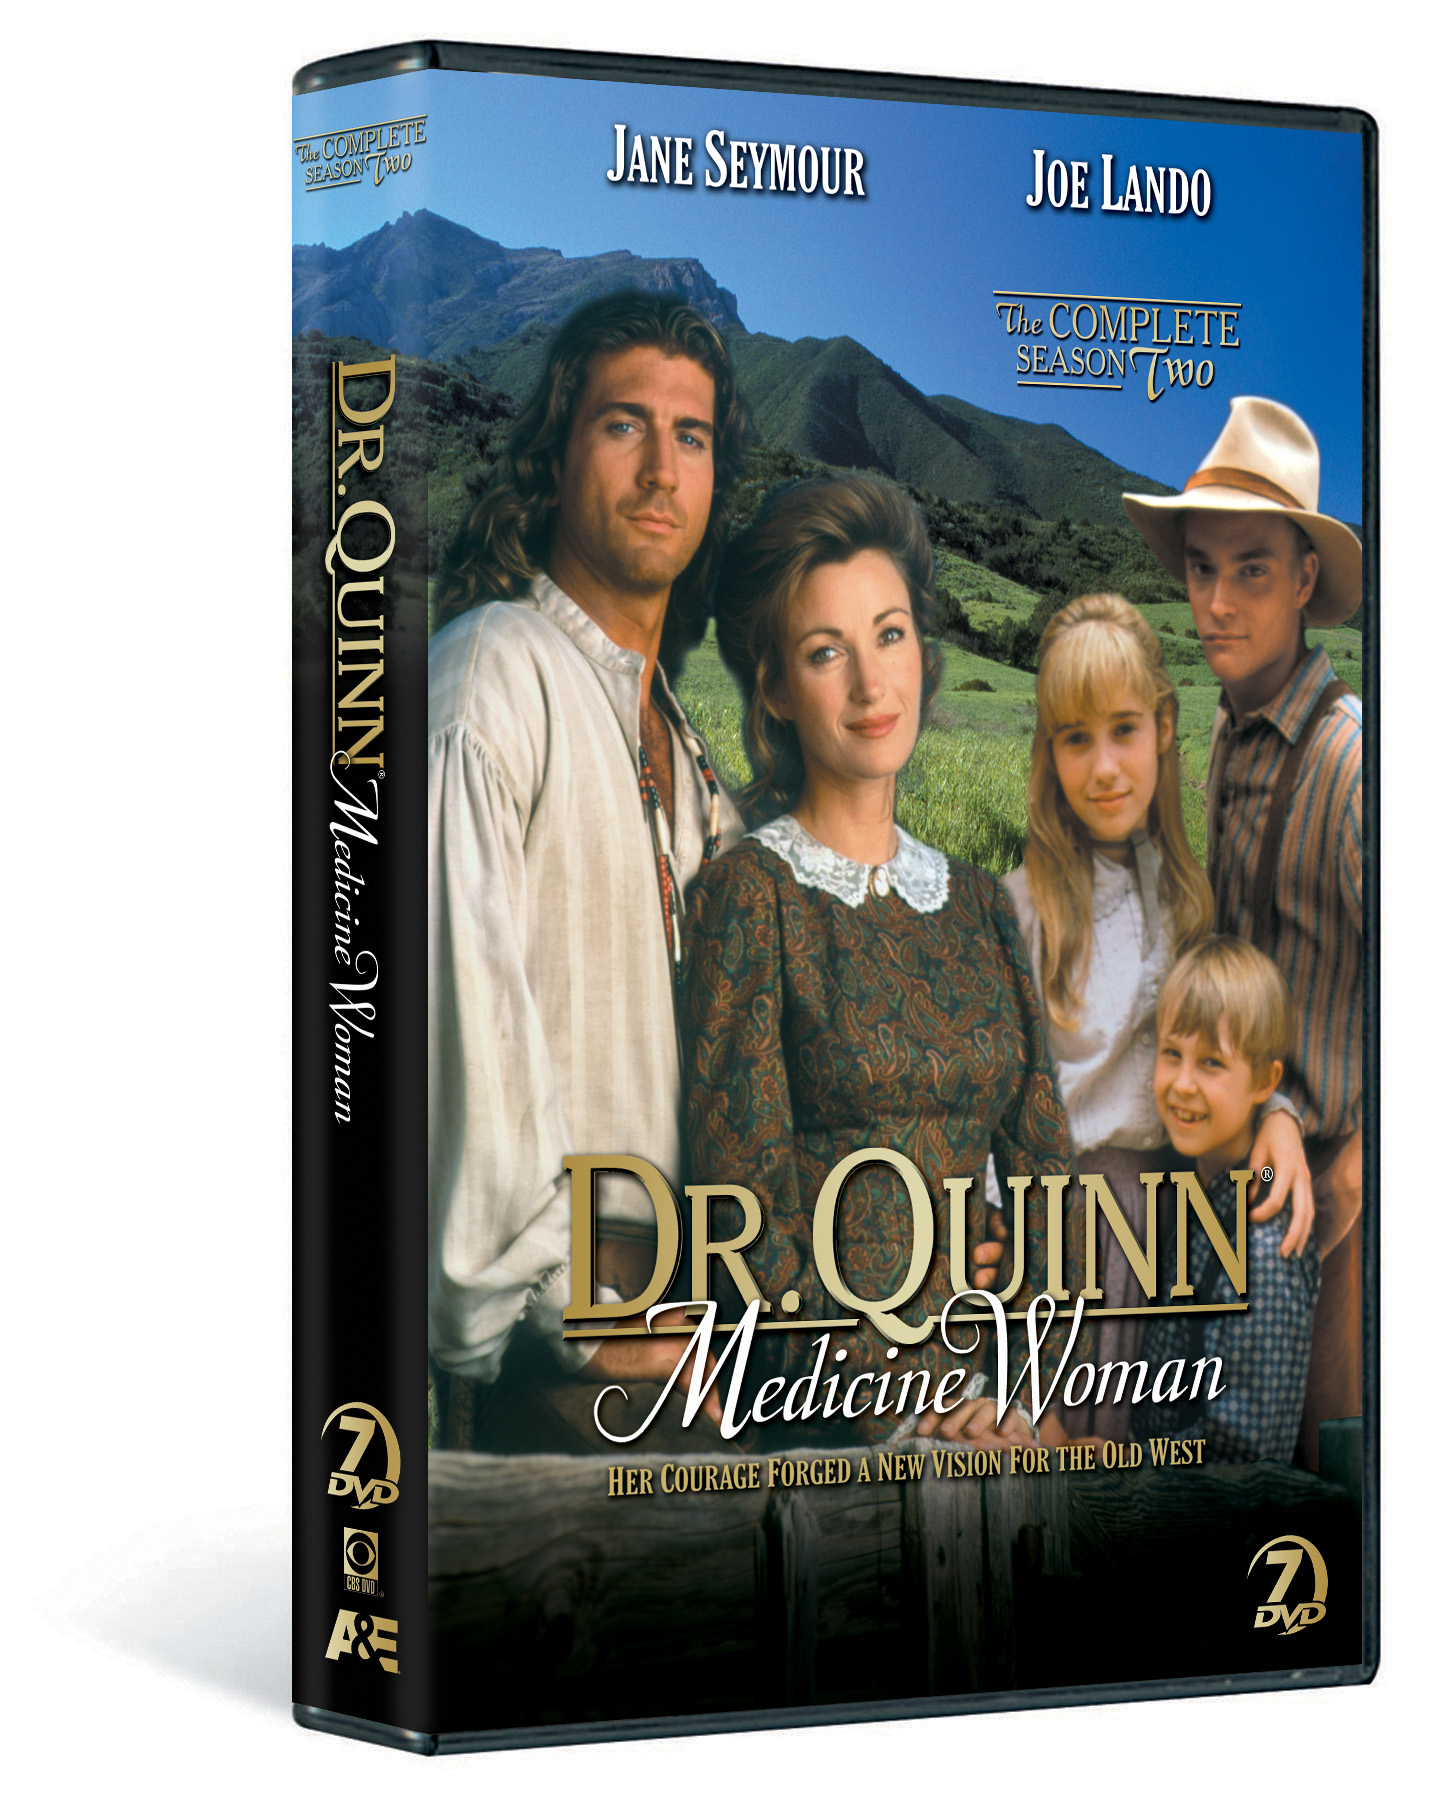 The COMPLETE
SEASON Two
DR. QUINN®
Medicine Woman
7
DVD
CBS DVD
A&E
JANE SEYMOUR
JOE LANDO
The COMPLETE
SEASON Two
DR. QUINN®
Medicine Woman
HER COURAGE FORGED A NEW VISION FOR THE OLD WEST
7
DVD